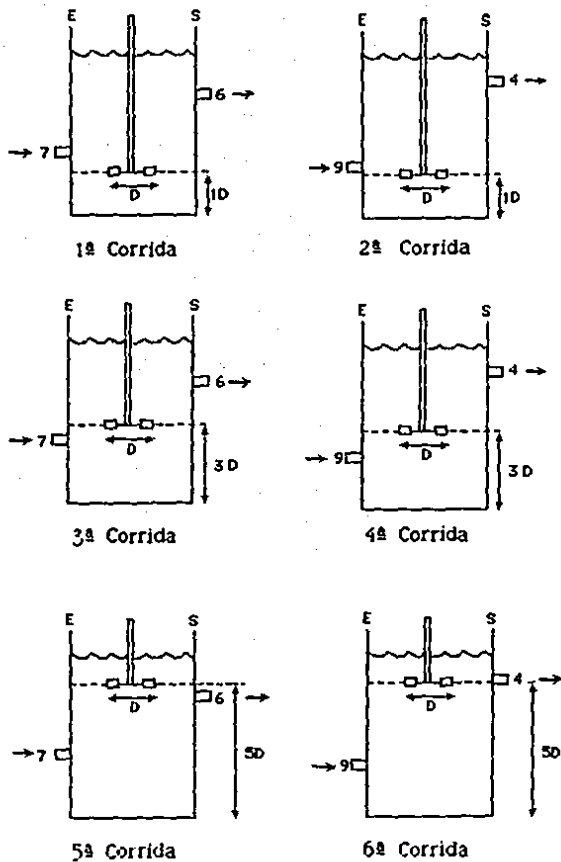 E S E S
6 4
7 9
D 1D D 1D
1ª Corrida 2ª Corrida
E S E S
6 4
7 9
D 3D D 3D
3ª Corrida 4ª Corrida
E S E S
6 4
D D
7 5D 9 5D
5ª Corrida 6ª Corrida